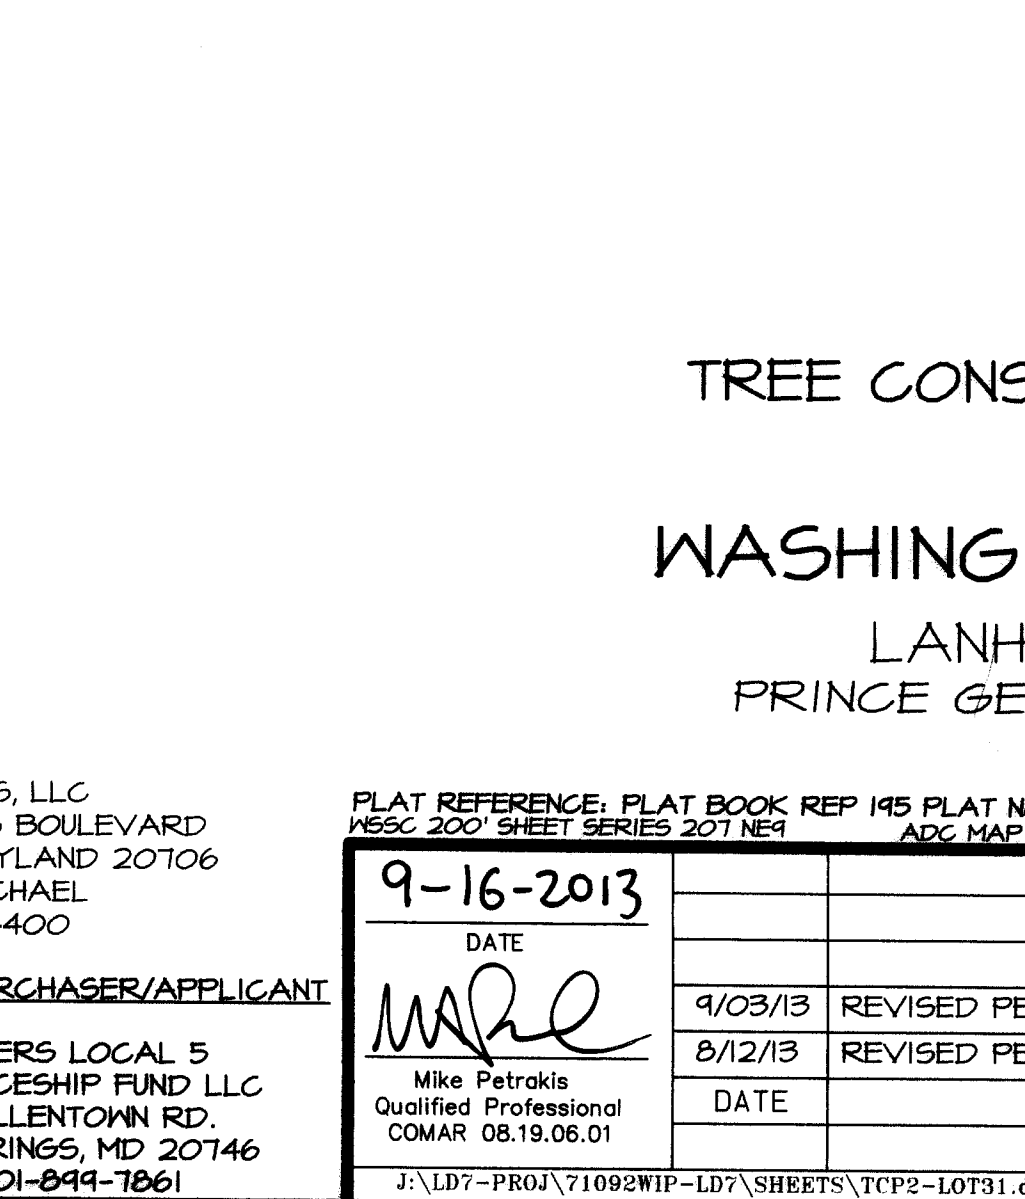 TREE CONS
WASHING
LANH
PRINCE GE
S, LLC
BOULEVARD
YLAND 20706
CHAEL
-400
RCHASER/APPLICANT
ERS LOCAL 5
CESHIP FUND LLC
LLENTOWN RD.
RINGS, MD 20746
01-899-7861
PLAT REFERENCE: PLAT BOOK REP 195 PLAT N
WSSC 200' SHEET SERIES 207 NE9 ADC MAP
9-16-2013
DATE
Mike Petrakis
Qualified Professional
COMAR 08.19.06.01
9/03/13 REVISED PE
8/12/13 REVISED PE
DATE
J:\LD7-PROJ\71092WIP-LD7\SHEETS\TCP2-LOT31.